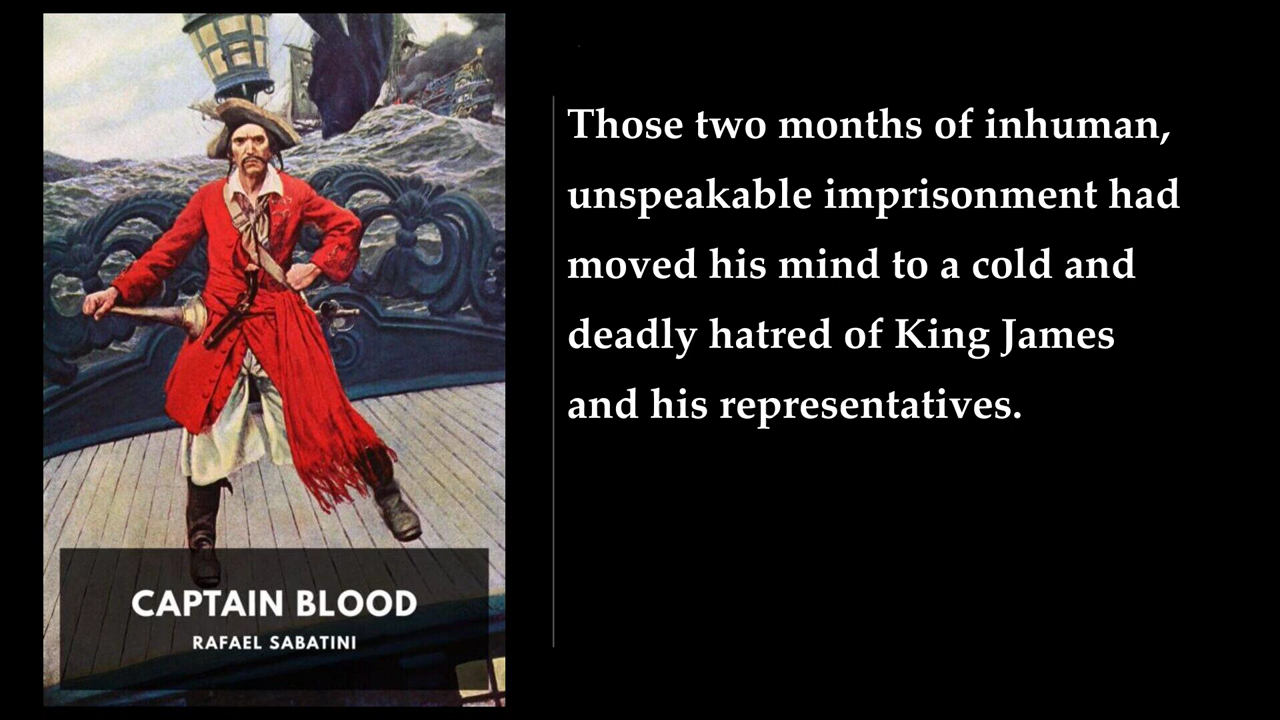 CAPTAIN BLOOD
RAFAEL SABATINI
Those two months of inhuman,
unspeakable imprisonment had
moved his mind to a cold and
deadly hatred of King James
and his representatives.